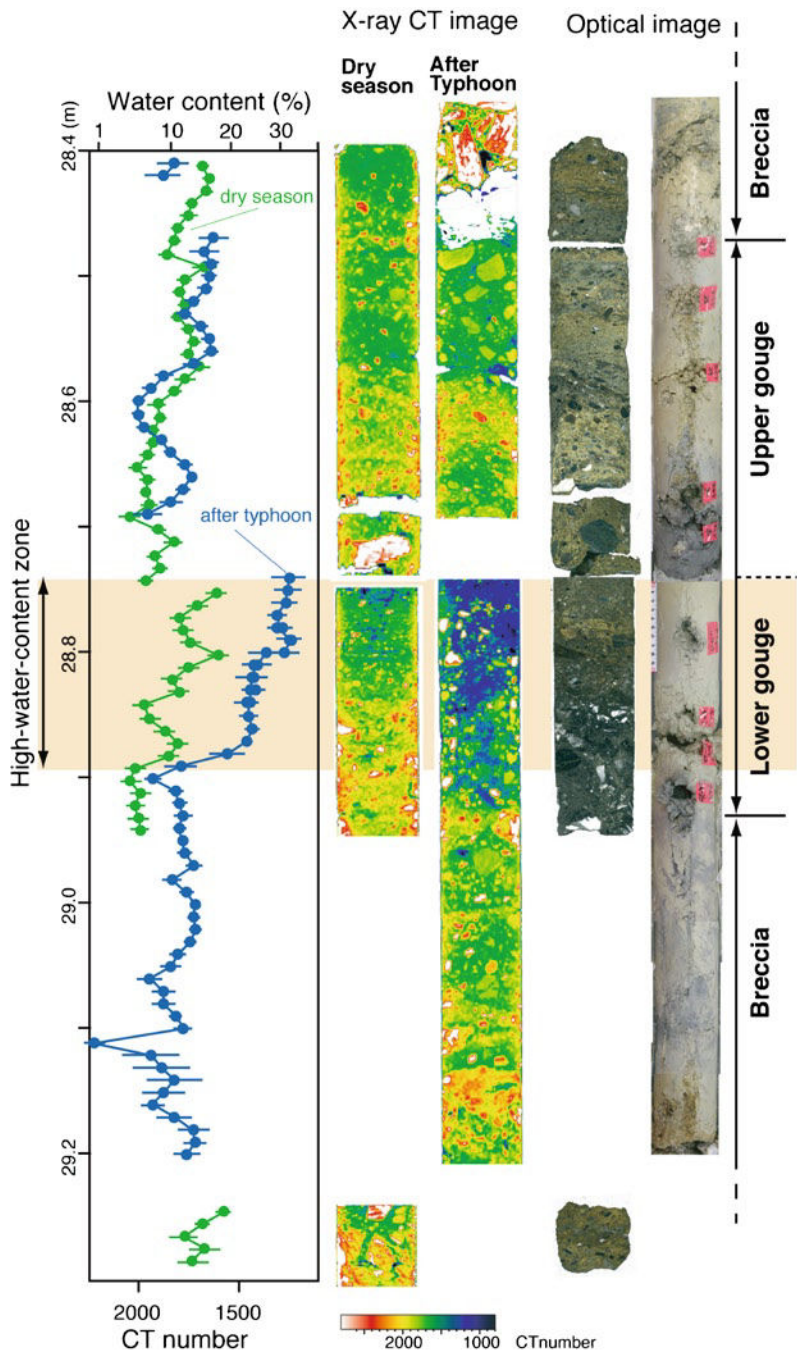 X-ray CT image
Optical image
Dry
season
After
Typhoon
Water content (%)
1 10 20 30
28.4 (m)
28.6
28.8
29.0
29.2
dry season
after typhoon
High-water-content zone
Breccia
Upper gouge
Lower gouge
Breccia
2000 1500
CT number
2000 1000 CTnumber